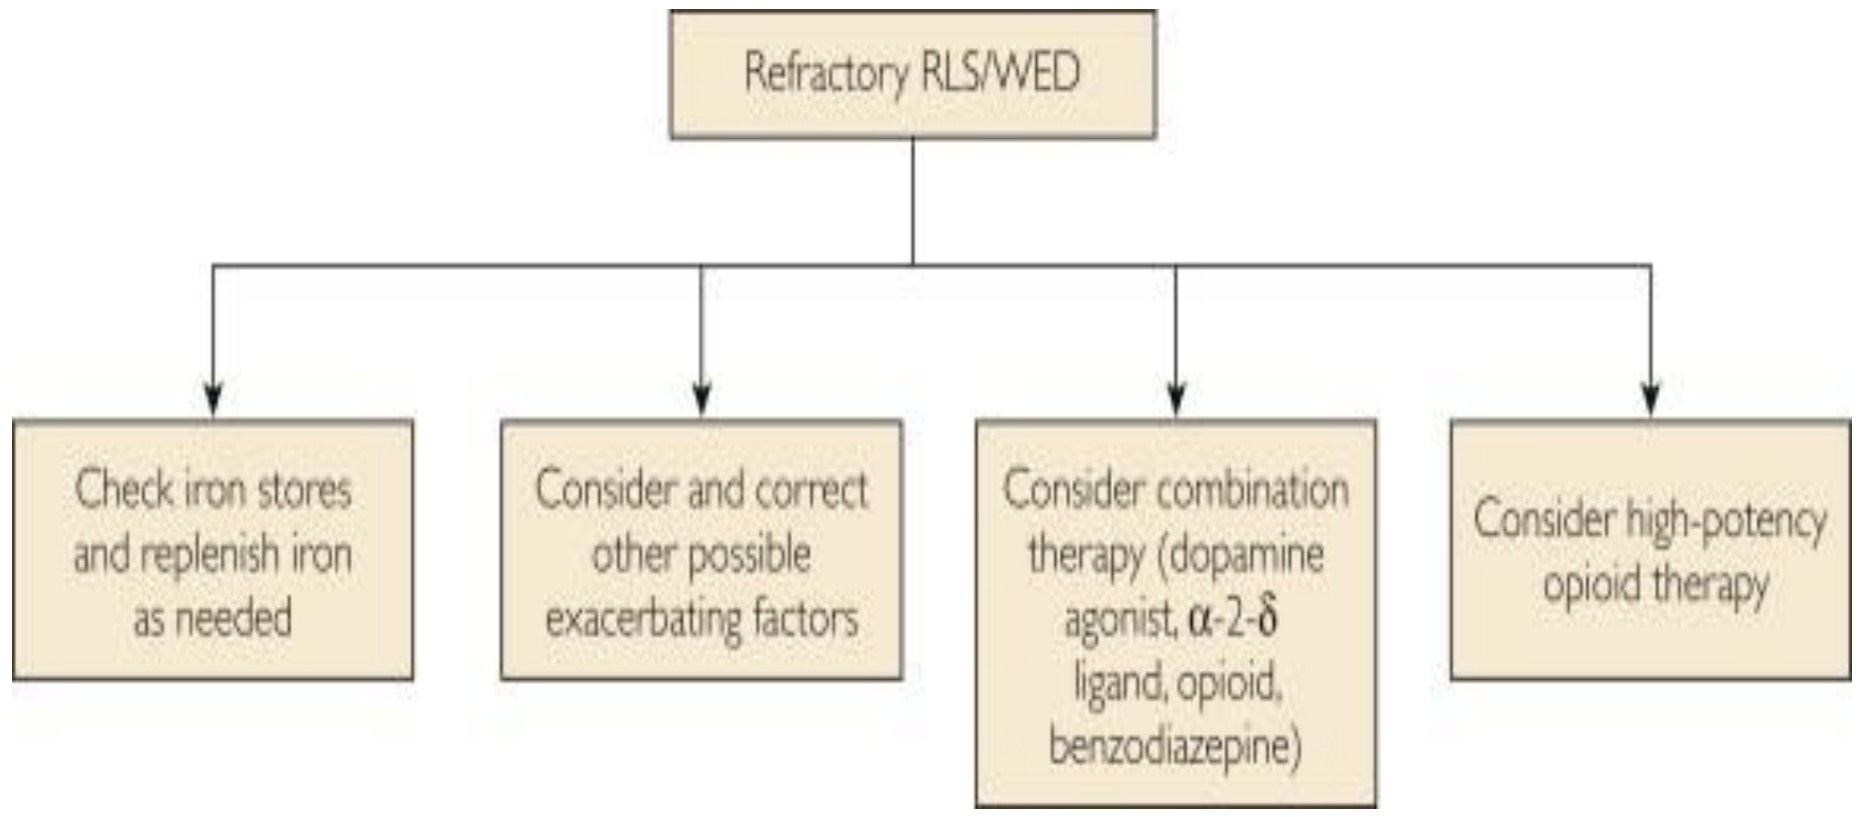 Refractory RLS/WED
Check iron stores
and replenish iron
as needed
Consider and correct
other possible
exacerbating factors
Consider combination
therapy (dopamine
agonist, α-2-δ
ligand, opioid,
benzodiazepine)
Consider high-potency
opioid therapy